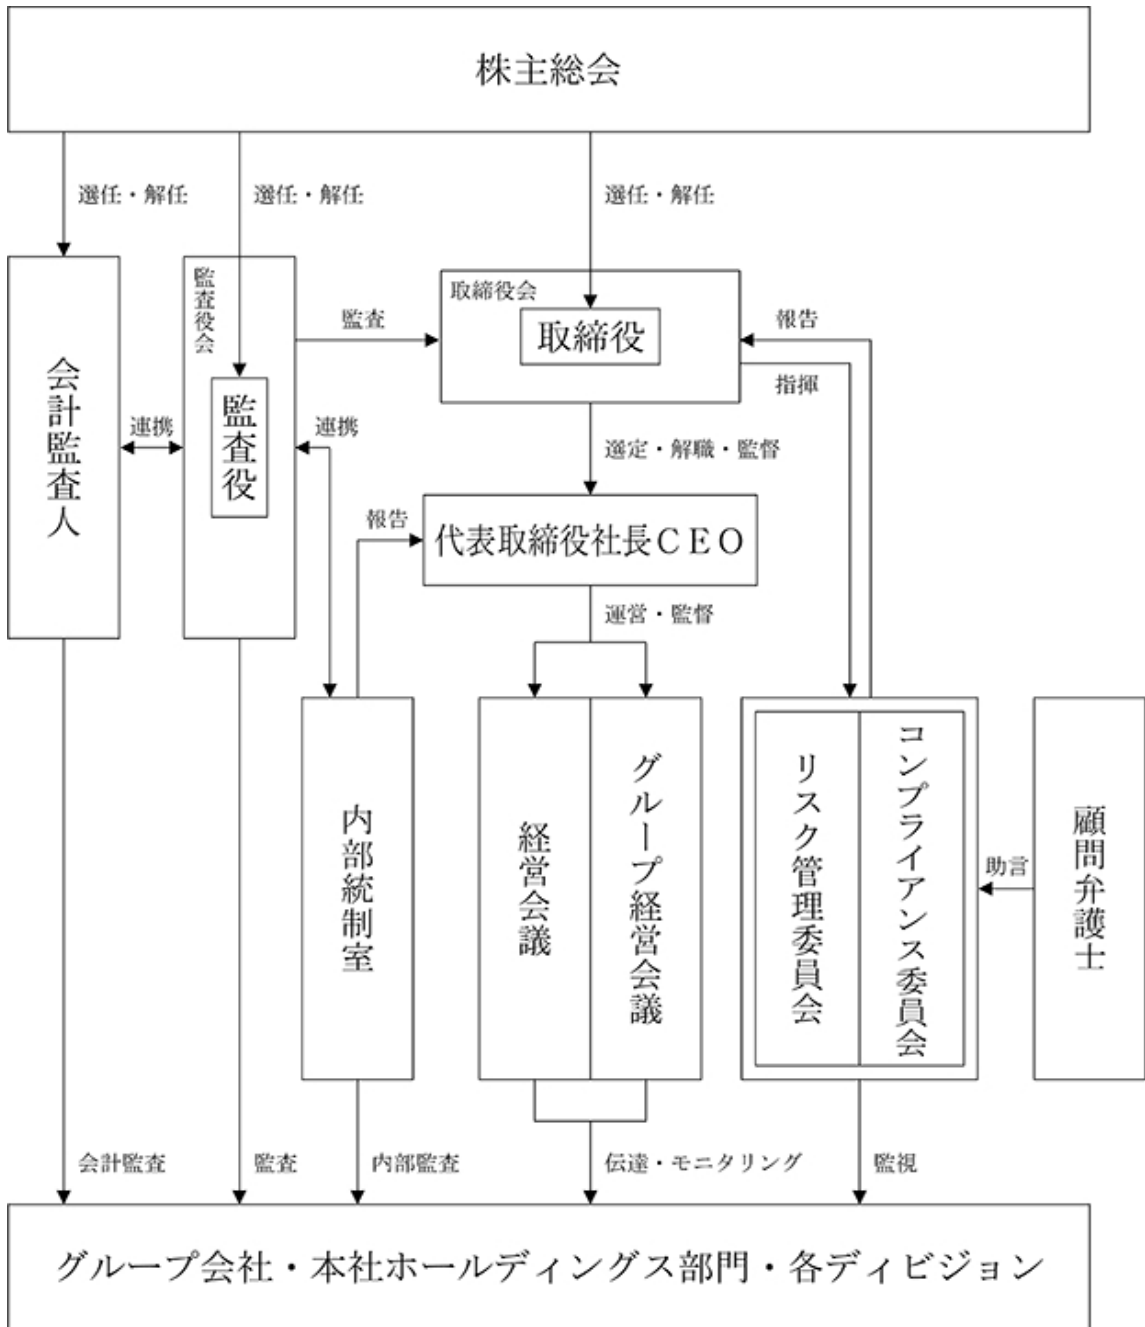 株主総会
選任・解任
選任・解任
選任・解任
会計監査人
監査役会
監査役
連携
監査
連携
取締役会
取締役
報告
指揮
選定・解職・監督
報告
代表取締役社長ＣＥＯ
運営・監督
内部統制室
経営会議
グループ経営会議
リスク管理委員会
コンプライアンス委員会
助言
顧問弁護士
会計監査
監査
内部監査
伝達・モニタリング
監視
グループ会社・本社ホールディングス部門・各ディビジョン